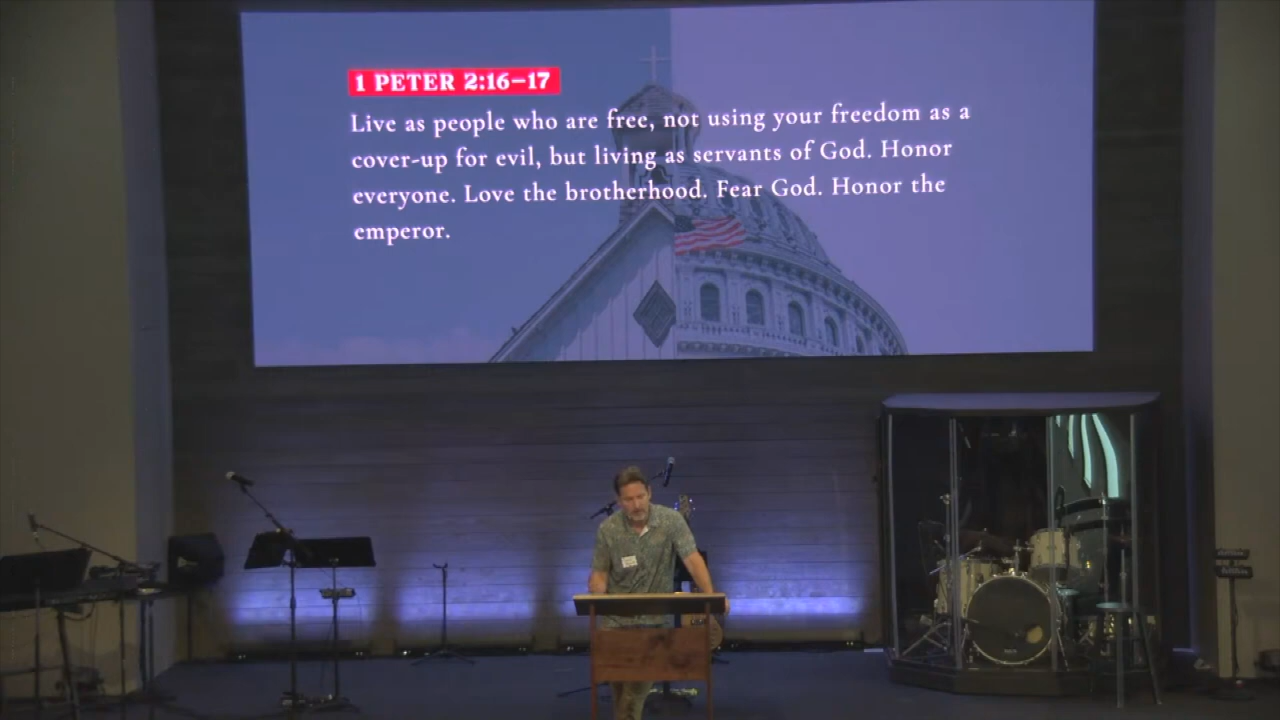 1 PETER 2:16–17
Live as people who are free, not using your freedom as a
cover-up for evil, but living as servants of God. Honor
everyone. Love the brotherhood. Fear God. Honor the
emperor.